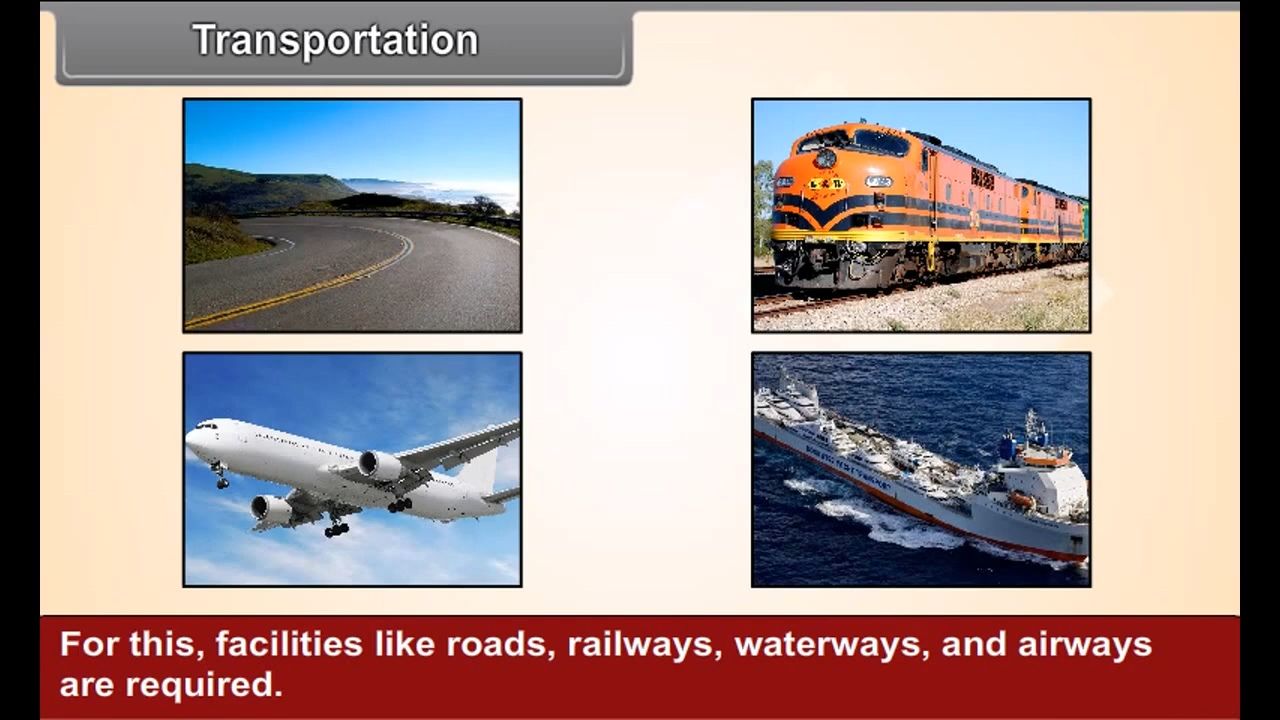 Transportation
For this, facilities like roads, railways, waterways, and airways
are required.